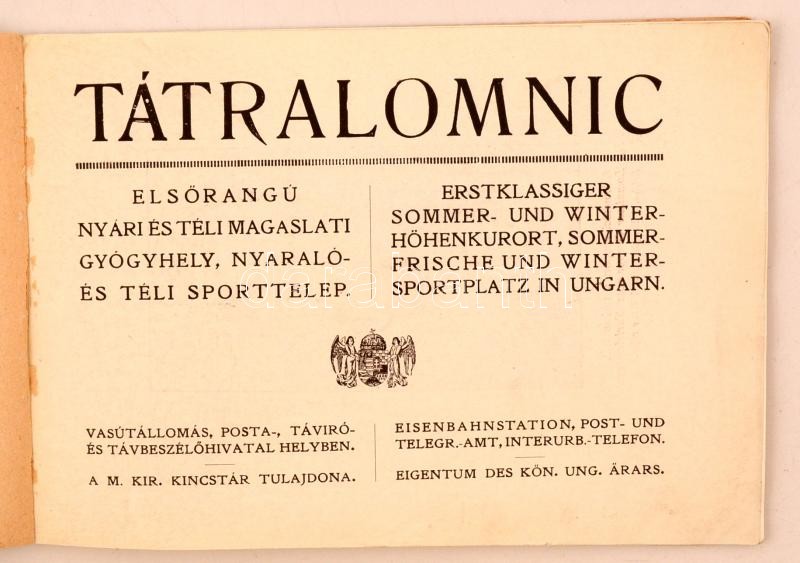 TÁTRALOMNIC
ELSŐRANGÚ
NYÁRI ÉS TÉLI MAGASLATI
GYÓGYHELY, NYARALÓ-
ÉS TÉLI SPORTTELEP.
ERSTKLASSIGER
SOMMER- UND WINTER-
HÖHENKURORT, SOMMER-
FRISCHE UND WINTER-
SPORTPLATZ IN UNGARN.
darabanth
VASÚTÁLLOMÁS, POSTA-, TÁVIRÓ-
ÉS TÁVBESZÉLŐHIVATAL HELYBEN.
A M. KIR. KINCSTÁR TULAJDONA.
EISENBAHNSTATION, POST- UND
TELEGR.-AMT, INTERURB.-TELEFON.
EIGENTUM DES KÖN. UNG. ÄRARS.